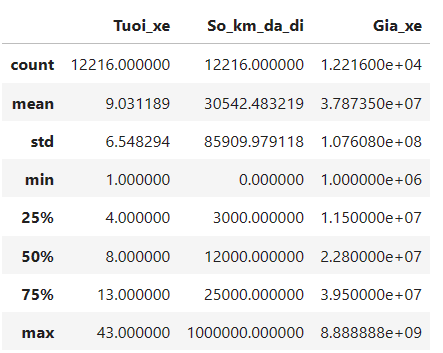 Tuoi_xe So_km_da_di Gia_xe
count 12216.000000 12216.000000 1.221600e+04
mean 9.031189 30542.483219 3.787350e+07
std 6.548294 85909.979118 1.076080e+08
min 1.000000 0.000000 1.000000e+06
25% 4.000000 3000.000000 1.150000e+07
50% 8.000000 12000.000000 2.280000e+07
75% 13.000000 25000.000000 3.950000e+07
max 43.000000 1000000.000000 8.888888e+09